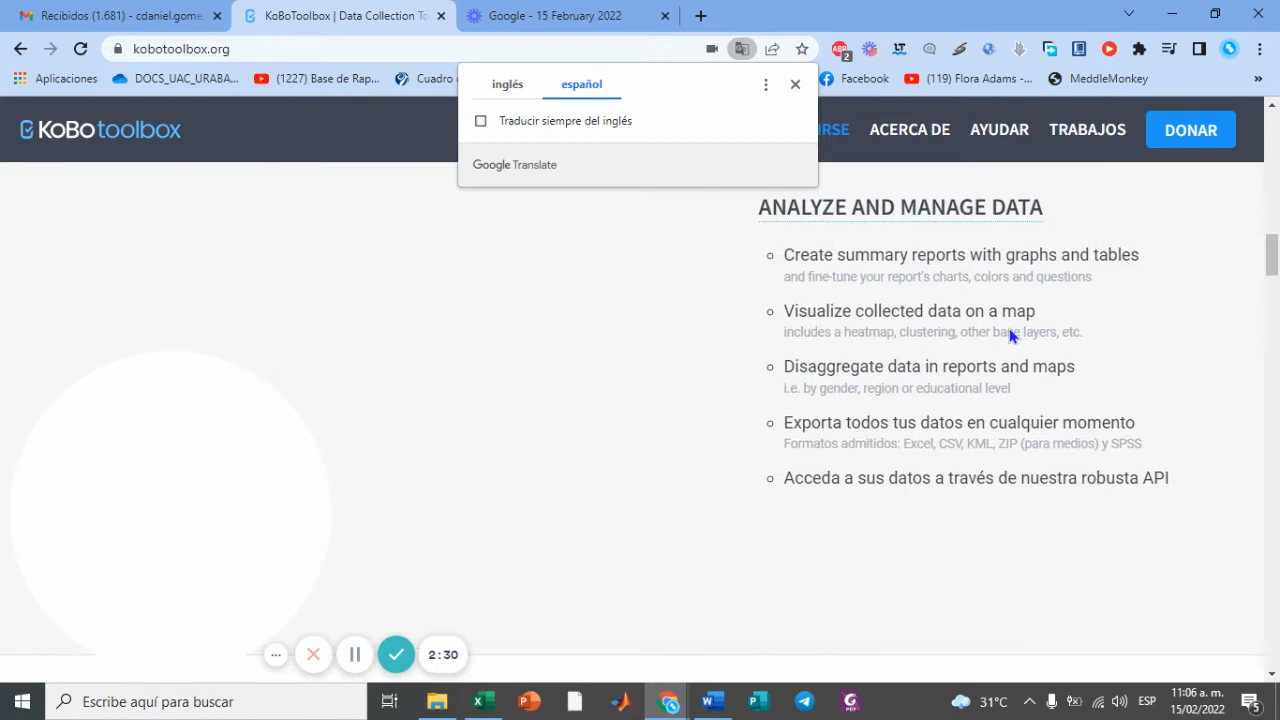 Recibidos (1.681) - cdaniel.gome
KoBoToolbox | Data Collection To
Google - 15 February 2022
kobotoolbox.org
ABP
2
LT
Aplicaciones
DOCS_UAC_URABA...
(1227) Base de Rap...
Cuadro
Facebook
(119) Flora Adams -...
MeddleMonkey
»
inglés
español
Traducir siempre del inglés
Google Translate
KoBotoolbox
IRSE
ACERCA DE
AYUDAR
TRABAJOS
DONAR
ANALYZE AND MANAGE DATA
Create summary reports with graphs and tables
and fine-tune your report's charts, colors and questions
Visualize collected data on a map
includes a heatmap, clustering, other base layers, etc.
Disaggregate data in reports and maps
i.e. by gender, region or educational level
Exporta todos tus datos en cualquier momento
Formatos admitidos: Excel, CSV, KML, ZIP (para medios) y SPSS
Acceda a sus datos a través de nuestra robusta API
2:30
Escribe aquí para buscar
31°C
ESP
11:06 a. m.
15/02/2022
5